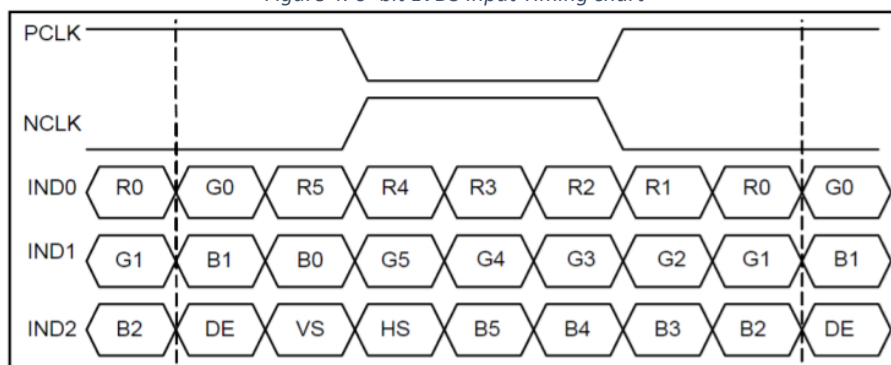 Figure 4. 6- bit LVDS Input Timing Chart
PCLK
NCLK
IND0 R0 G0 R5 R4 R3 R2 R1 R0 G0
IND1 G1 B1 B0 G5 G4 G3 G2 G1 B1
IND2 B2 DE VS HS B5 B4 B3 B2 DE